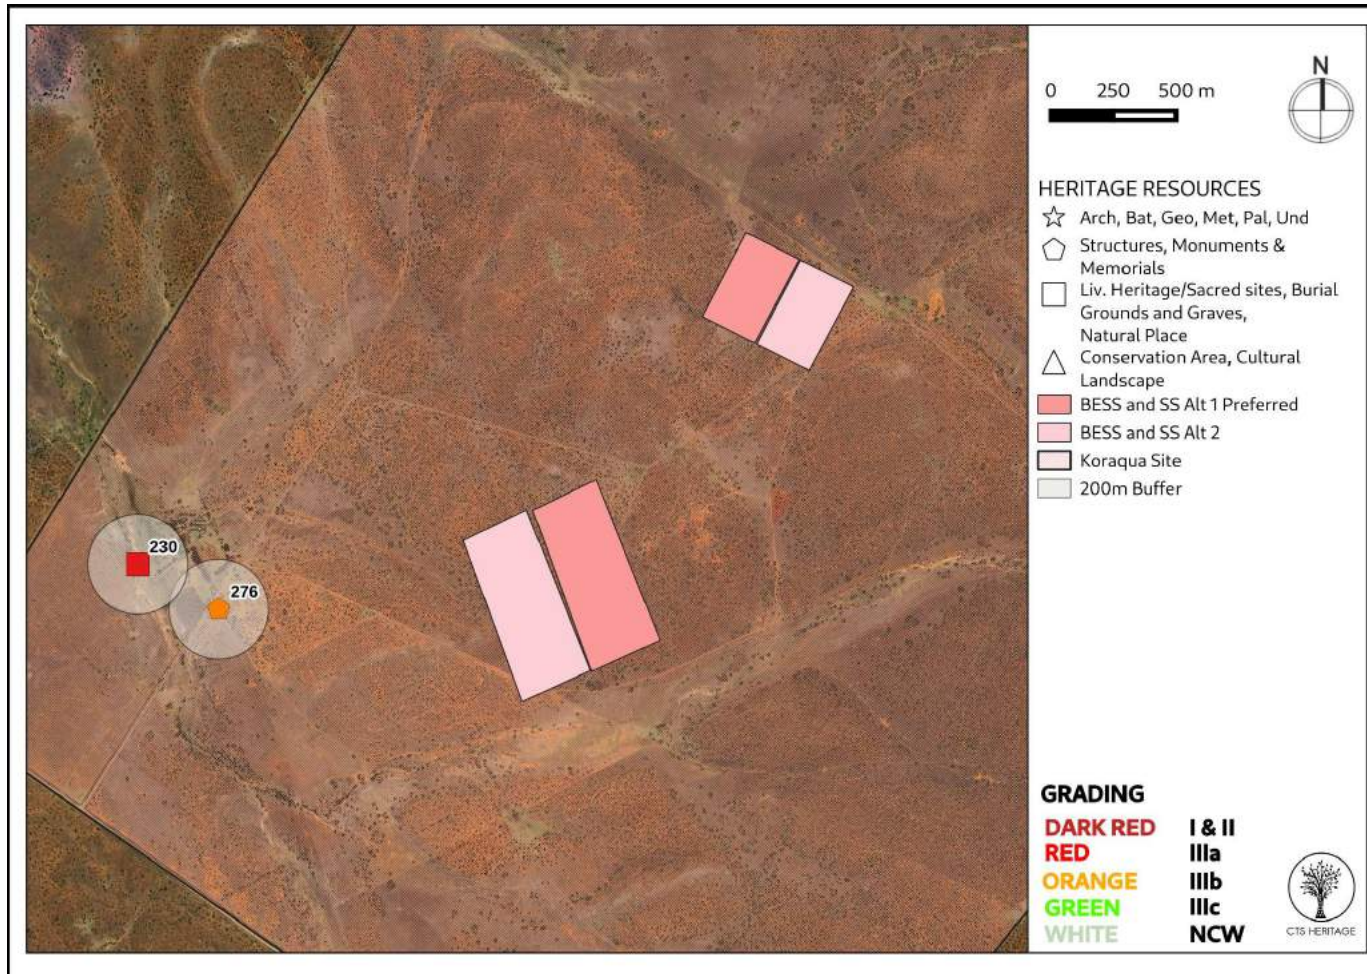 230
276
0 250 500 m
N
HERITAGE RESOURCES
Arch, Bat, Geo, Met, Pal, Und
Structures, Monuments &
Memorials
Liv. Heritage/Sacred sites, Burial
Grounds and Graves,
Natural Place
Conservation Area, Cultural
Landscape
BESS and SS Alt 1 Preferred
BESS and SS Alt 2
Koraqua Site
200m Buffer
GRADING
DARK RED I & II
RED IIIa
ORANGE IIIb
GREEN IIIc
WHITE NCW
CTS HERITAGE